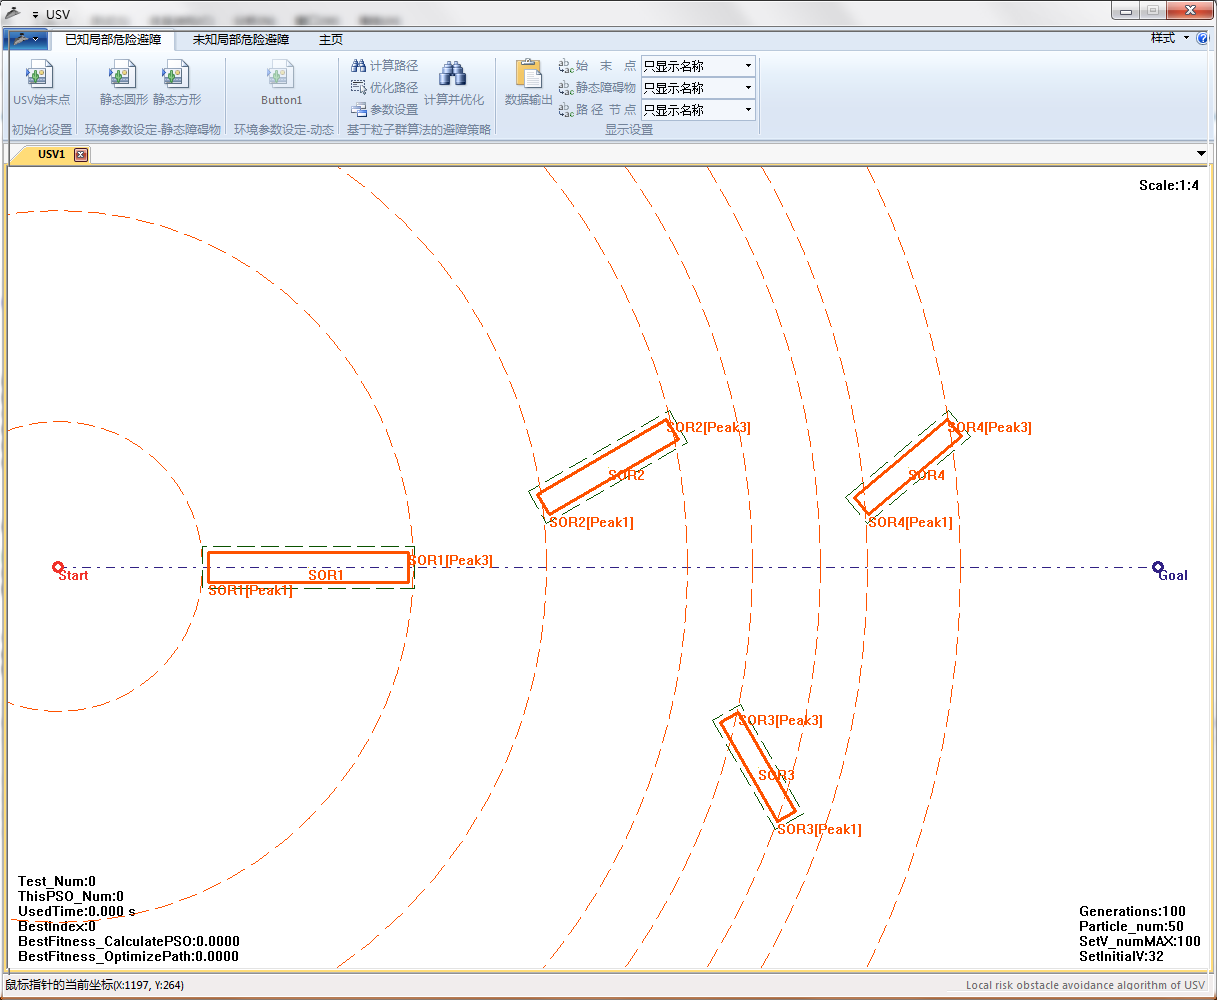 USV
已知局部危险避障 未知局部危险避障 主页 样式
USV始末点
初始化设置
静态圆形 静态方形
环境参数设定-静态障碍物
Button1
环境参数设定-动态
计算路径
优化路径
参数设置
计算并优化
基于粒子群算法的避障策略
数据输出
始 末 点 只显示名称
静态障碍物 只显示名称
路 径 节 点 只显示名称
显示设置
USV1
Scale:1:4
SOR2[Peak3]
SOR2
SOR2[Peak1]
SOR4[Peak3]
SOR4
SOR4[Peak1]
Start
SOR1[Peak3]
SOR1
SOR1[Peak1]
Goal
SOR3[Peak3]
SOR3
SOR3[Peak1]
Test_Num:0
ThisPSO_Num:0
UsedTime:0.000 s
BestIndex:0
BestFitness_CalculatePSO:0.0000
BestFitness_OptimizePath:0.0000
Generations:100
Particle_num:50
SetV_numMAX:100
SetInitialV:32
鼠标指针的当前坐标(X:1197, Y:264)
Local risk obstacle avoidance algorithm of USV